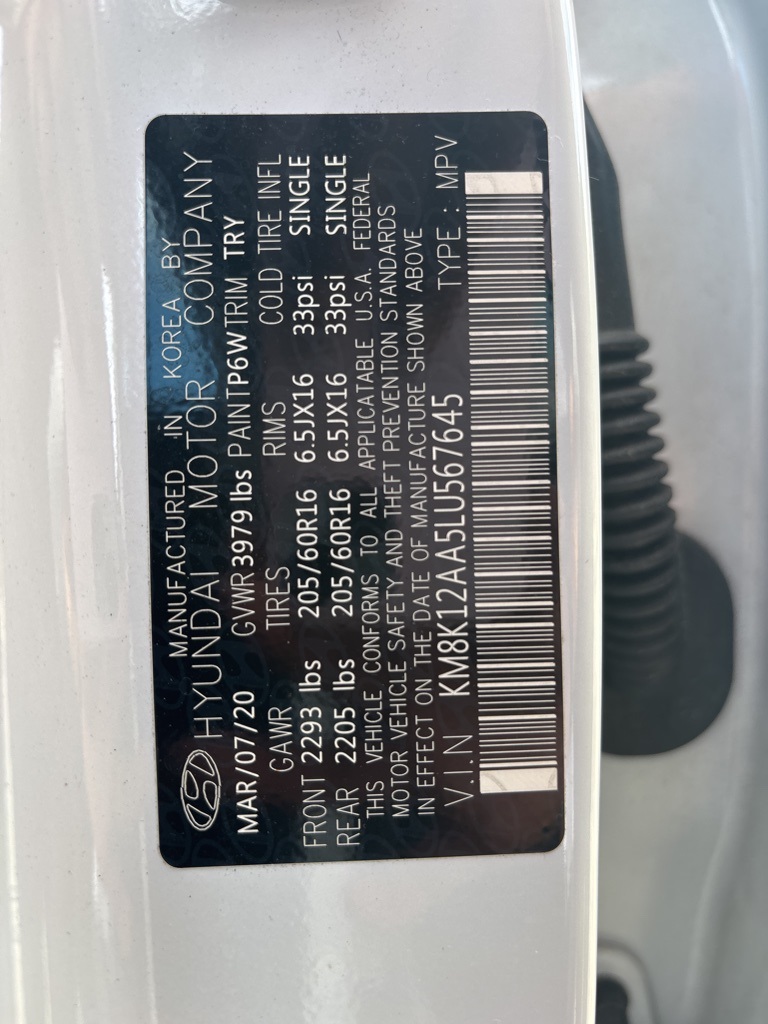 MANUFACTURED IN KOREA BY
HYUNDAI MOTOR COMPANY
MAR/07/20 GVWR 3979 lbs PAINT P6W TRIM TRY
GAWR TIRES RIMS COLD TIRE INFL
FRONT 2293 lbs 205/60R16 6.5JX16 33psi SINGLE
REAR 2205 lbs 205/60R16 6.5JX16 33psi SINGLE
THIS VEHICLE CONFORMS TO ALL APPLICATABLE U.S.A. FEDERAL
MOTOR VEHICLE SAFETY AND THEFT PREVENTION STANDARDS
IN EFFECT ON THE DATE OF MANUFACTURE SHOWN ABOVE
V.I.N KM8K12AA5LU567645 TYPE : MPV